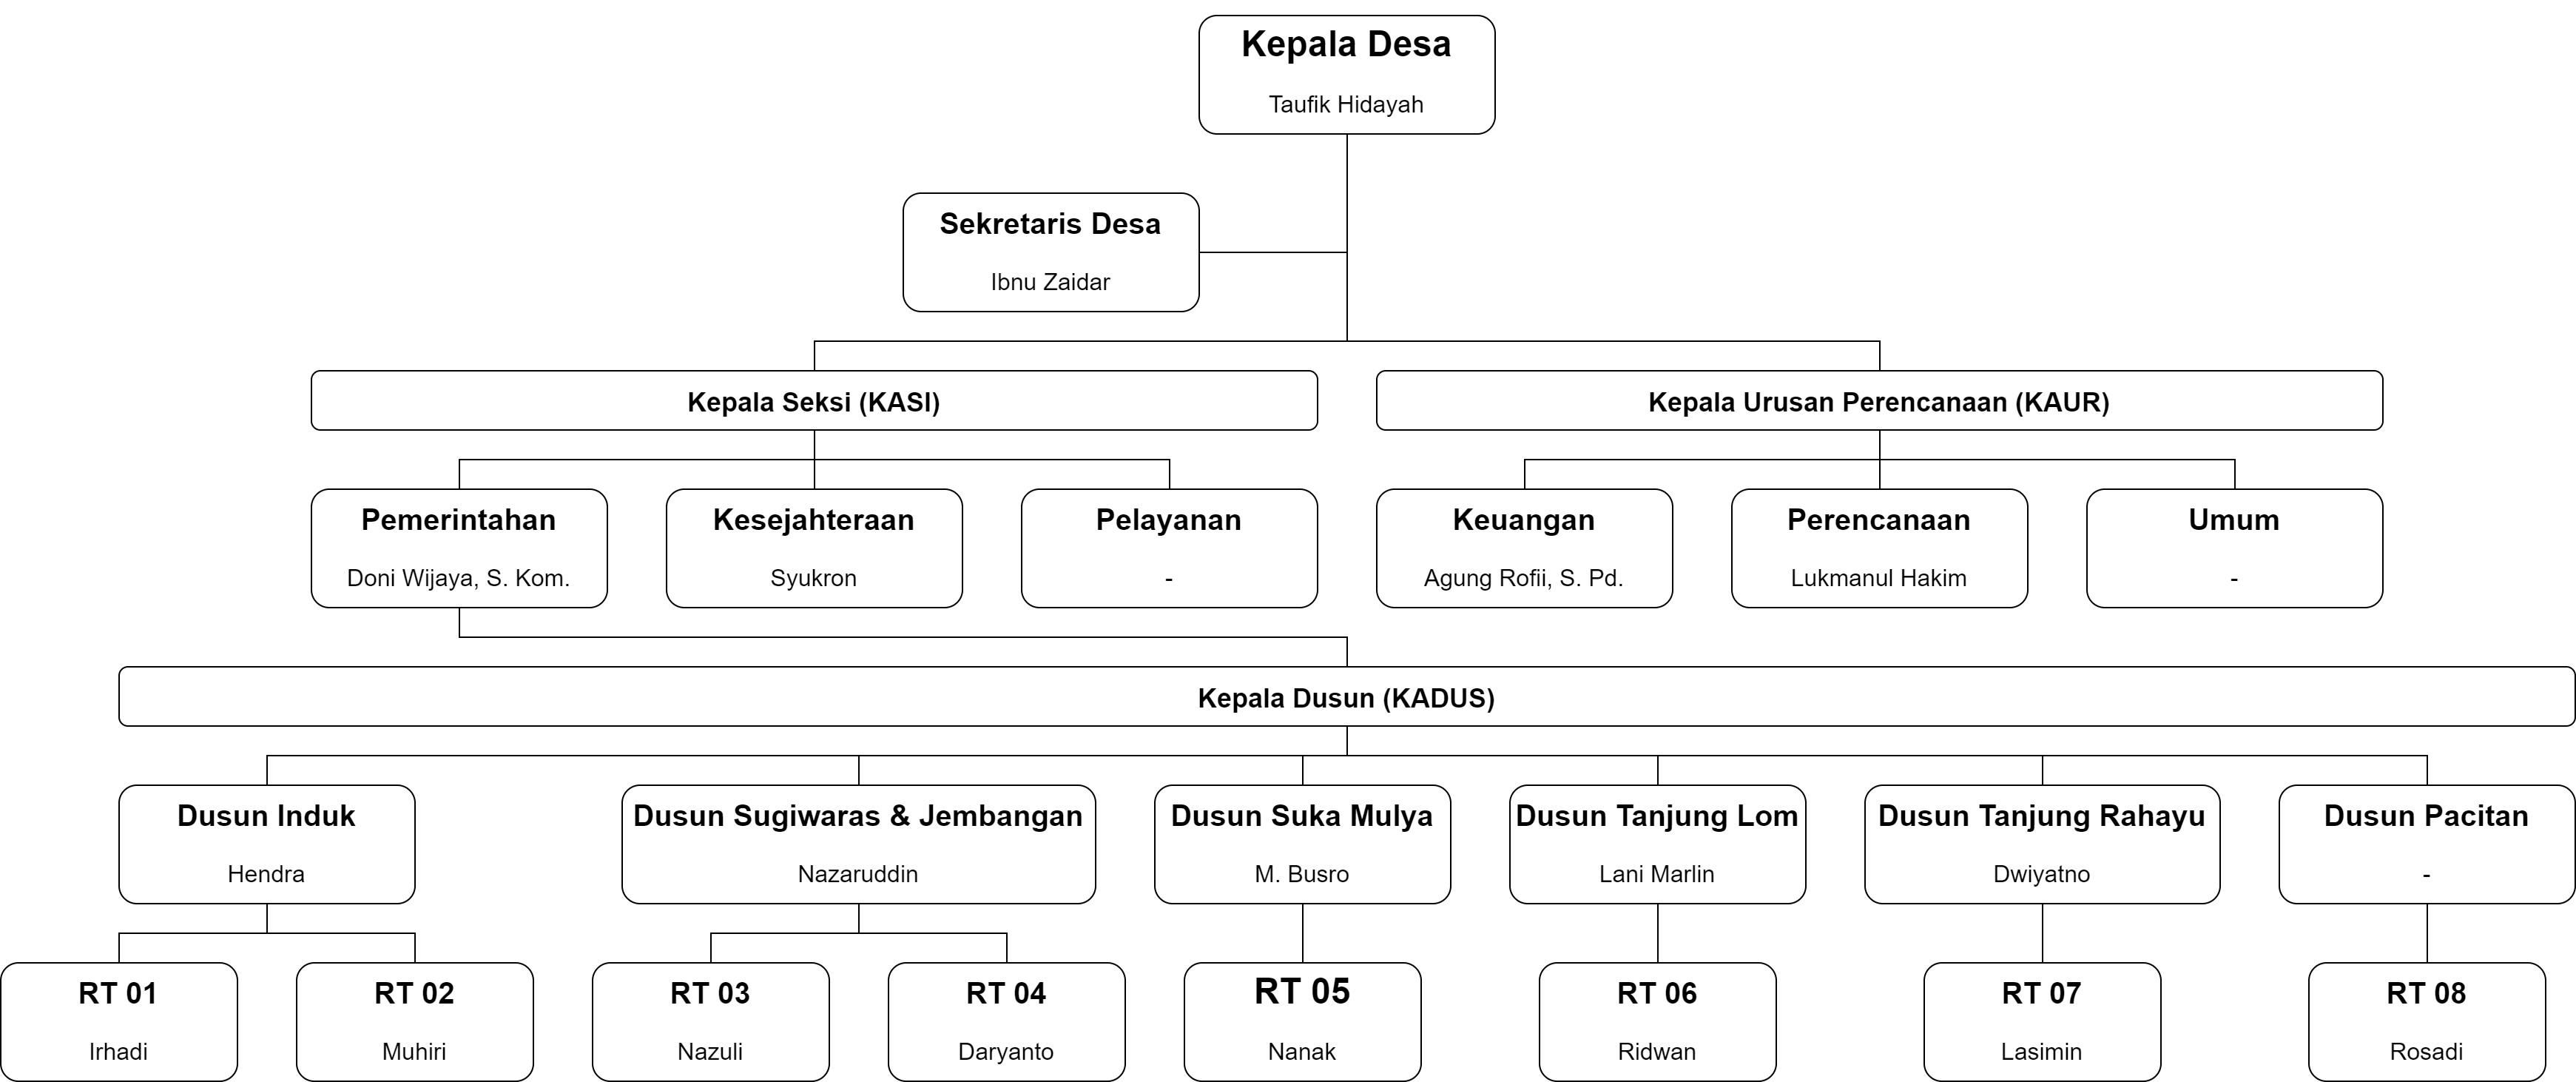 Kepala Desa
Taufik Hidayah
Sekretaris Desa
Ibnu Zaidar
Kepala Seksi (KASI)
Kepala Urusan Perencanaan (KAUR)
Pemerintahan
Doni Wijaya, S. Kom.
Kesejahteraan
Syukron
Pelayanan
-
Keuangan
Agung Rofii, S. Pd.
Perencanaan
Lukmanul Hakim
Umum
-
Kepala Dusun (KADUS)
Dusun Induk
Hendra
Dusun Sugiwaras & Jembangan
Nazaruddin
Dusun Suka Mulya
M. Busro
Dusun Tanjung Lom
Lani Marlin
Dusun Tanjung Rahayu
Dwiyatno
Dusun Pacitan
-
RT 01
Irhadi
RT 02
Muhiri
RT 03
Nazuli
RT 04
Daryanto
RT 05
Nanak
RT 06
Ridwan
RT 07
Lasimin
RT 08
Rosadi